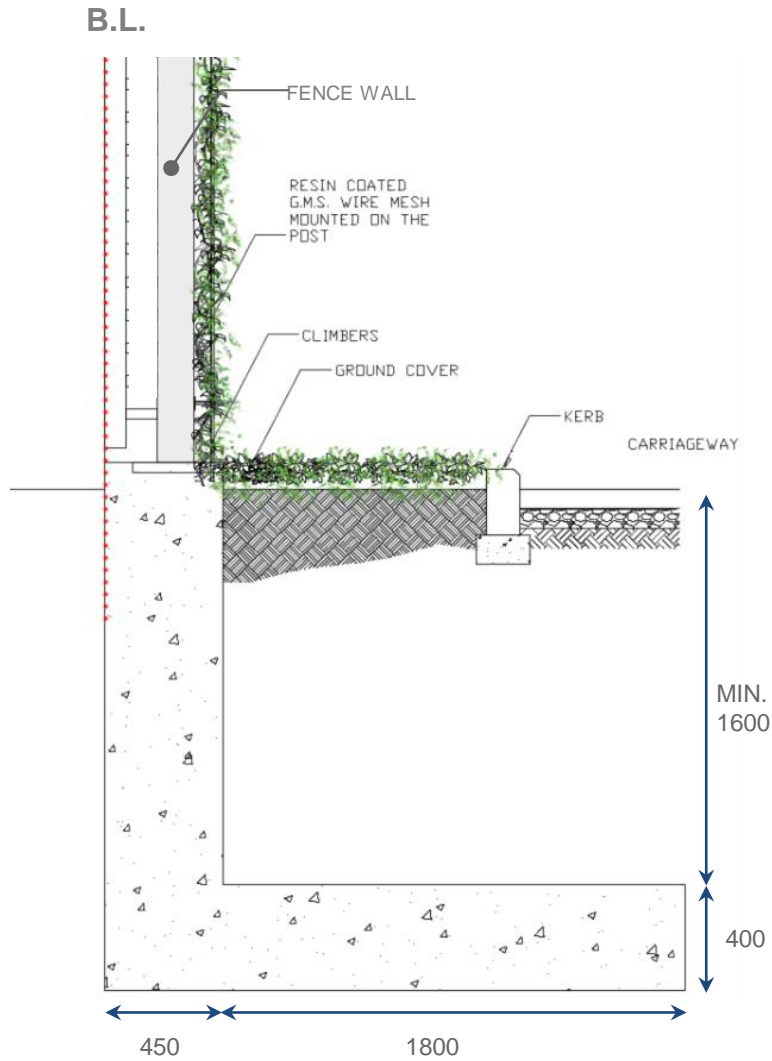 B.L.
FENCE WALL
RESIN COATED
G.M.S. WIRE MESH
MOUNTED ON THE
POST
CLIMBERS
GROUND COVER
KERB
CARRIAGEWAY
MIN.
1600
400
450
1800